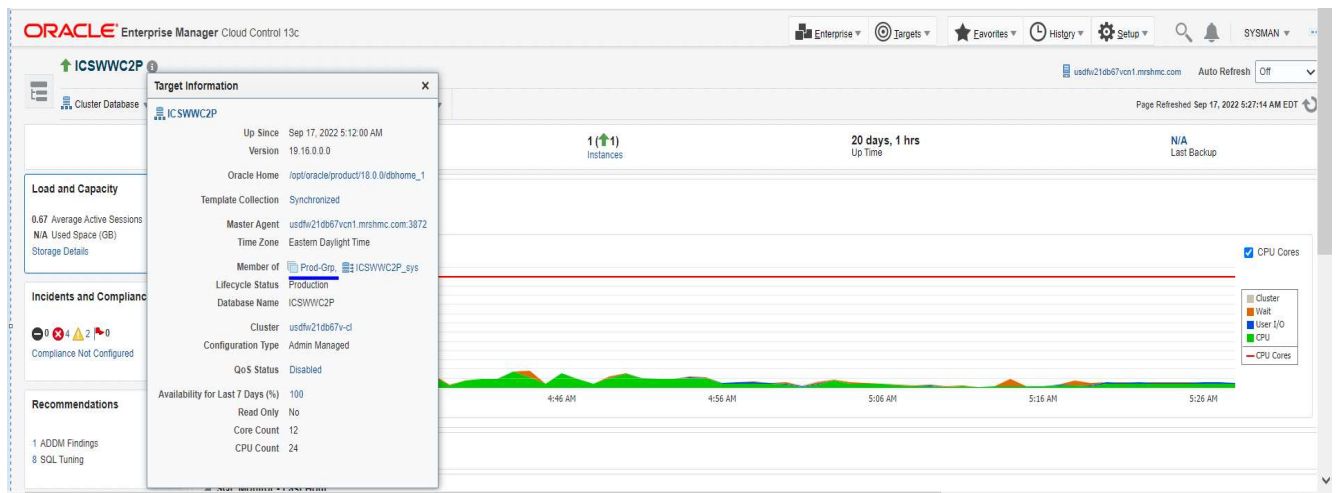 ORACLE Enterprise Manager Cloud Control 13c
Enterprise Targets Favorites History Setup SYSMAN
ICSWWC2P
usdfw21db67vcn1.mrshmc.com Auto Refresh Off
Cluster Database
Page Refreshed Sep 17, 2022 5:27:14 AM EDT
Target Information x
ICSWWC2P
Up Since Sep 17, 2022 5:12:00 AM
Version 19.16.0.0.0
Oracle Home /opt/oracle/product/18.0.0/dbhome_1
Template Collection Synchronized
Master Agent usdfw21db67vcn1.mrshmc.com:3872
Time Zone Eastern Daylight Time
Member of Prod-Grp, ICSWWC2P_sys
Lifecycle Status Production
Database Name ICSWWC2P
Cluster usdfw21db67v-cl
Configuration Type Admin Managed
QoS Status Disabled
Availability for Last 7 Days (%) 100
Read Only No
Core Count 12
CPU Count 24
1 (1)
Instances
20 days, 1 hrs
Up Time
N/A
Last Backup
Load and Capacity
0.67 Average Active Sessions
N/A Used Space (GB)
Storage Details
Incidents and Complianc
0 4 2 0
Compliance Not Configured
Recommendations
1 ADDM Findings
8 SQL Tuning
CPU Cores
Cluster
Wait
User I/O
CPU
CPU Cores
4:46 AM 4:56 AM 5:06 AM 5:16 AM 5:26 AM